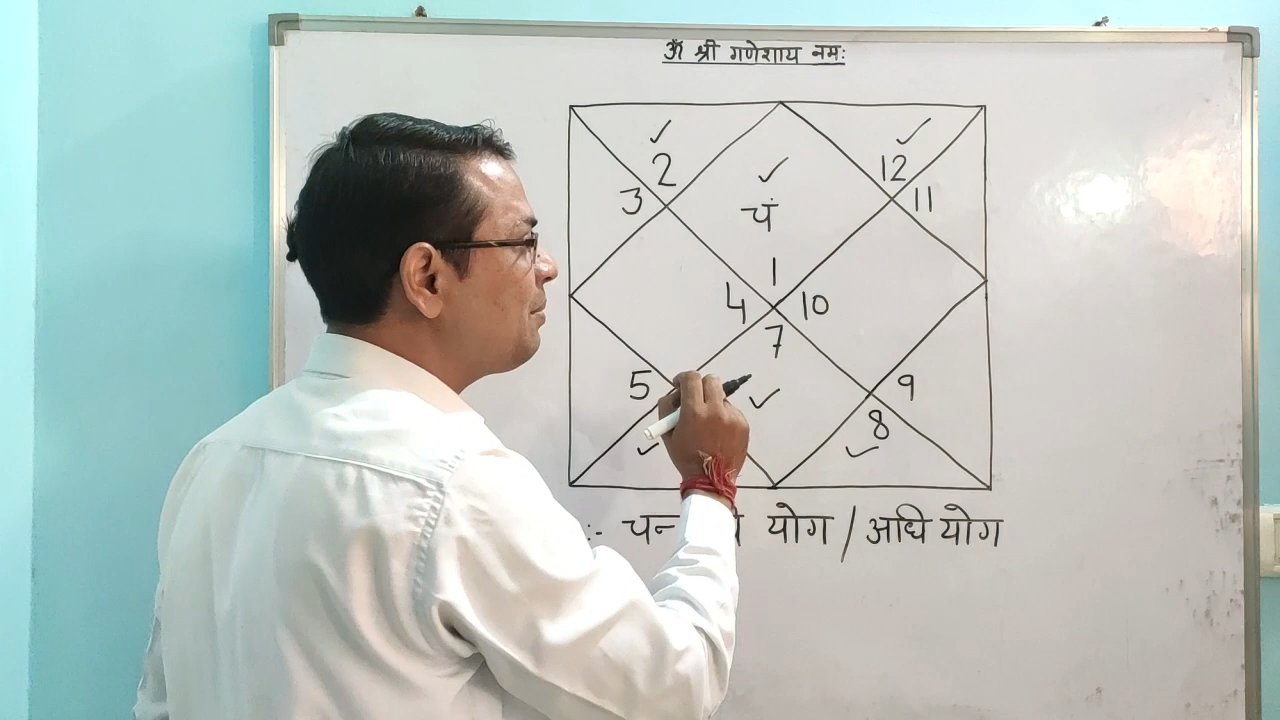 ॐ श्री गणेशाय नमः
2 12
3 11
चं
1
4 10
7
5 9
8
:- योग / अधि योग